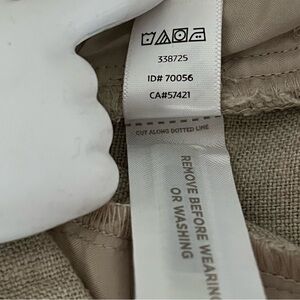 338725
ID# 70056
CA#57421
CUT ALONG DOTTED LINE
REMOVE BEFORE WEARING
OR WASHING